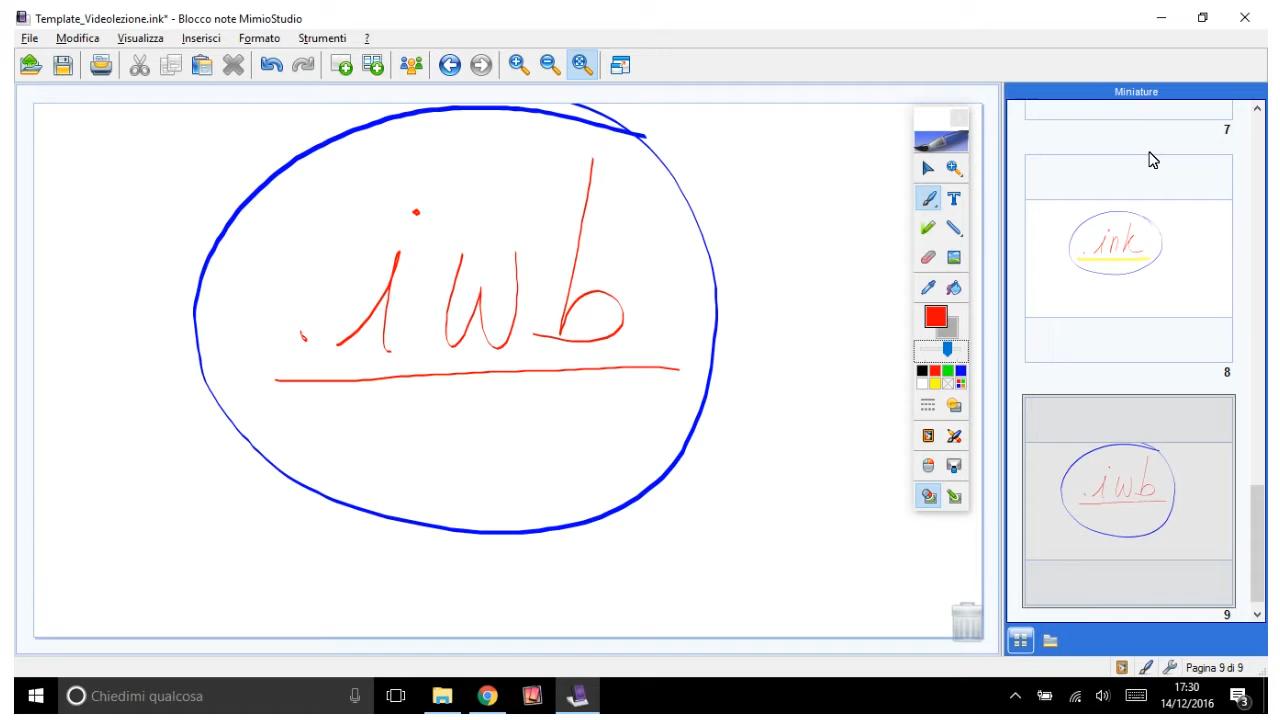 Template_Videolezione.ink* - Blocco note MimioStudio
File Modifica Visualizza Inserisci Formato Strumenti ?
Miniature
7
.iwb
T
.ink
8
.iwb
9
Pagina 9 di 9
Chiedimi qualcosa
17:30
14/12/2016
3